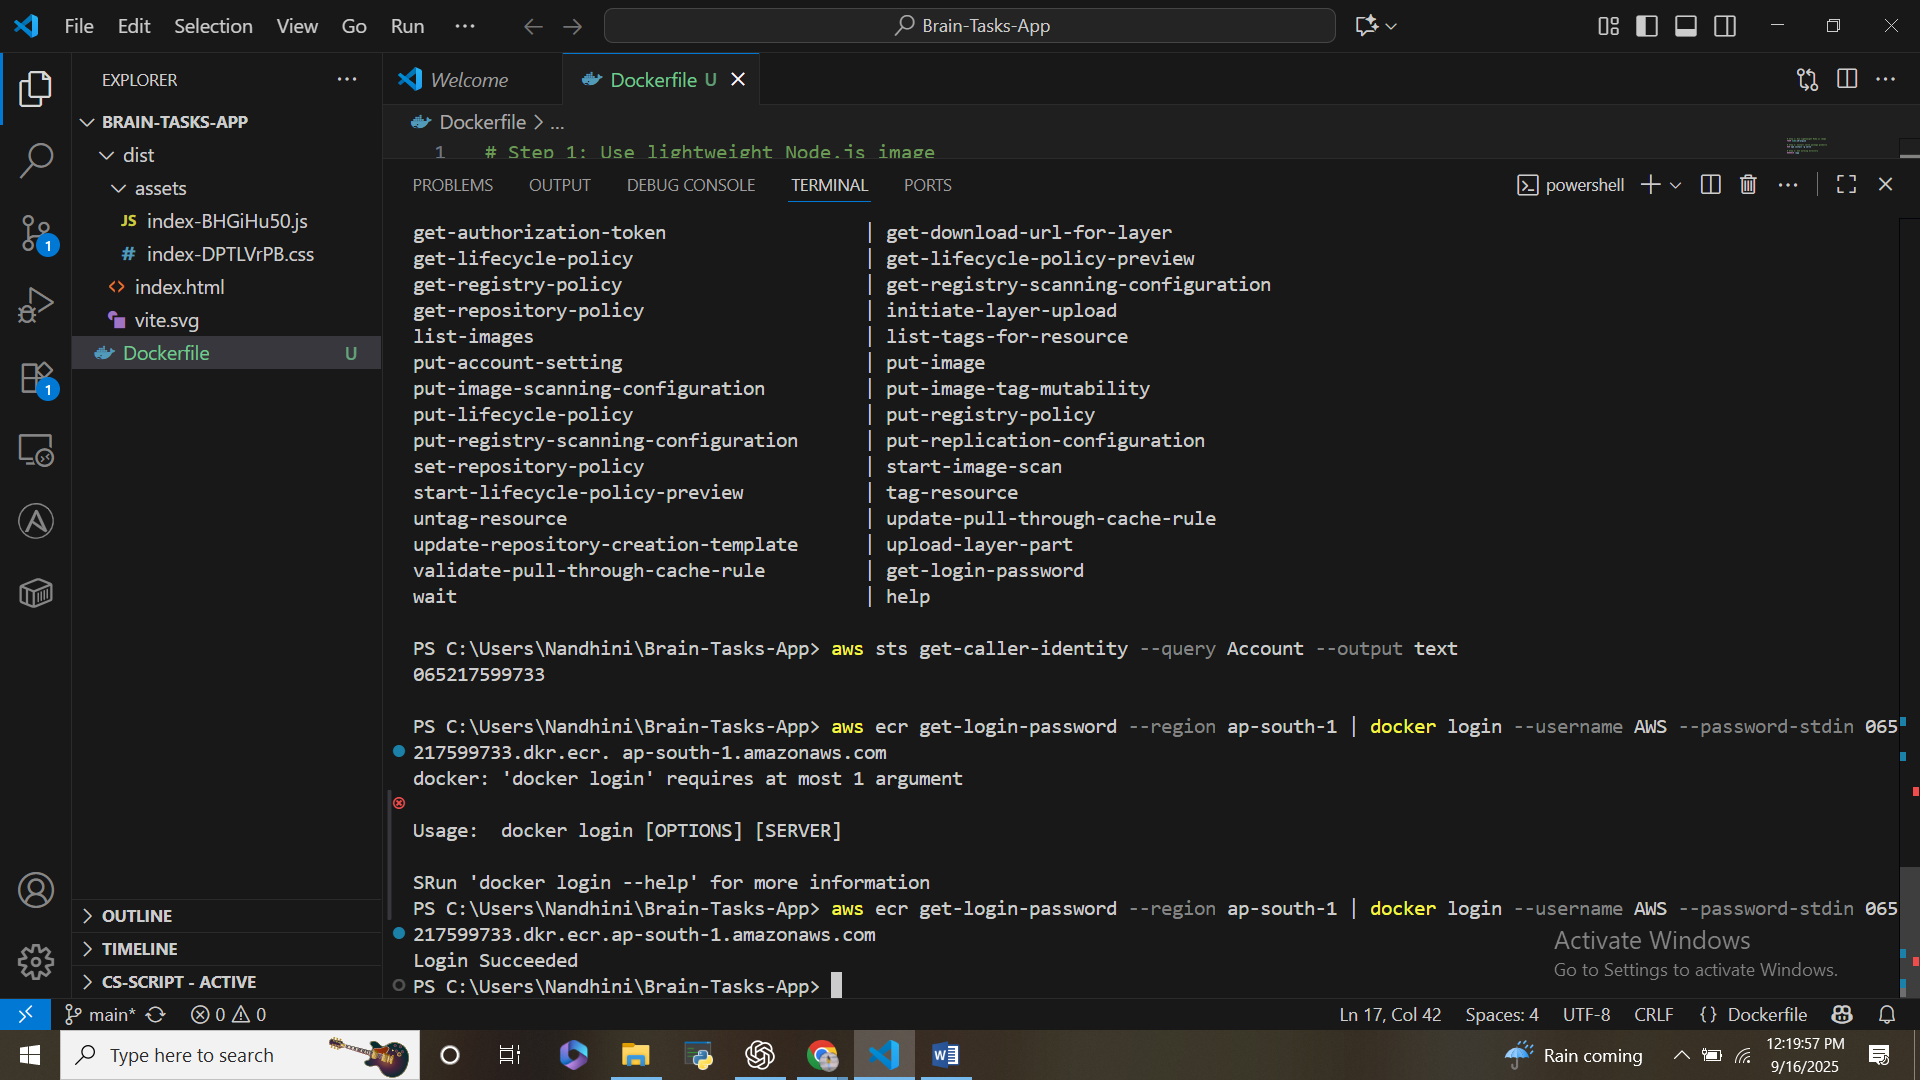 File Edit Selection View Go Run ···
Brain-Tasks-App
EXPLORER ···
Welcome
Dockerfile U
BRAIN-TASKS-APP
Dockerfile > ...
dist
1 # Step 1: Use lightweight Node.js image
assets
PROBLEMS OUTPUT DEBUG CONSOLE TERMINAL PORTS
powershell
JS index-BHGiHu50.js
# index-DPTLVrPB.css
<> index.html
vite.svg
Dockerfile U
get-authorization-token | get-download-url-for-layer
get-lifecycle-policy | get-lifecycle-policy-preview
get-registry-policy | get-registry-scanning-configuration
get-repository-policy | initiate-layer-upload
list-images | list-tags-for-resource
put-account-setting | put-image
put-image-scanning-configuration | put-image-tag-mutability
put-lifecycle-policy | put-registry-policy
put-registry-scanning-configuration | put-replication-configuration
set-repository-policy | start-image-scan
start-lifecycle-policy-preview | tag-resource
untag-resource | update-pull-through-cache-rule
update-repository-creation-template | upload-layer-part
validate-pull-through-cache-rule | get-login-password
wait | help
PS C:\Users\Nandhini\Brain-Tasks-App> aws sts get-caller-identity --query Account --output text
065217599733
PS C:\Users\Nandhini\Brain-Tasks-App> aws ecr get-login-password --region ap-south-1 | docker login --username AWS --password-stdin 065
217599733.dkr.ecr. ap-south-1.amazonaws.com
docker: 'docker login' requires at most 1 argument
Usage:  docker login [OPTIONS] [SERVER]
SRun 'docker login --help' for more information
PS C:\Users\Nandhini\Brain-Tasks-App> aws ecr get-login-password --region ap-south-1 | docker login --username AWS --password-stdin 065
217599733.dkr.ecr.ap-south-1.amazonaws.com
Login Succeeded
PS C:\Users\Nandhini\Brain-Tasks-App>
1
1
OUTLINE
TIMELINE
CS-SCRIPT - ACTIVE
Activate Windows
Go to Settings to activate Windows.
main* 0 0
Ln 17, Col 42 Spaces: 4 UTF-8 CRLF {} Dockerfile
Type here to search
Rain coming
12:19:57 PM
9/16/2025